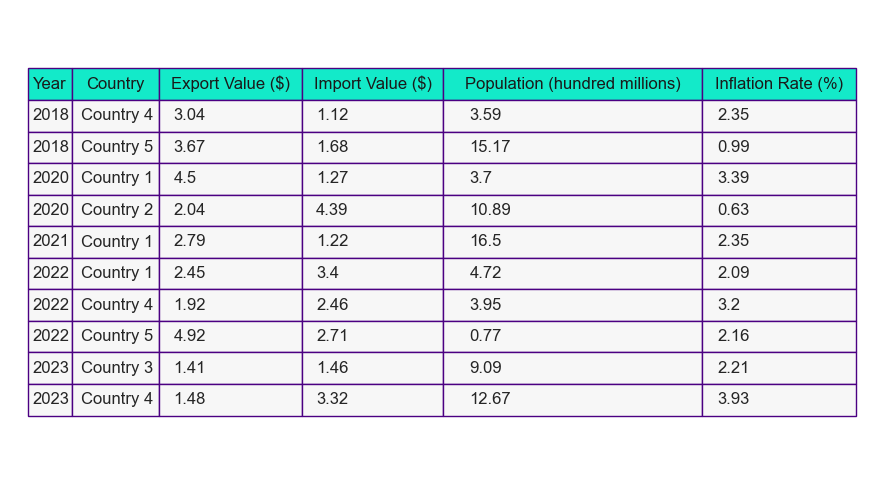 Year Country Export Value ($) Import Value ($) Population (hundred millions) Inflation Rate (%)
2018 Country 4 3.04 1.12 3.59 2.35
2018 Country 5 3.67 1.68 15.17 0.99
2020 Country 1 4.5 1.27 3.7 3.39
2020 Country 2 2.04 4.39 10.89 0.63
2021 Country 1 2.79 1.22 16.5 2.35
2022 Country 1 2.45 3.4 4.72 2.09
2022 Country 4 1.92 2.46 3.95 3.2
2022 Country 5 4.92 2.71 0.77 2.16
2023 Country 3 1.41 1.46 9.09 2.21
2023 Country 4 1.48 3.32 12.67 3.93